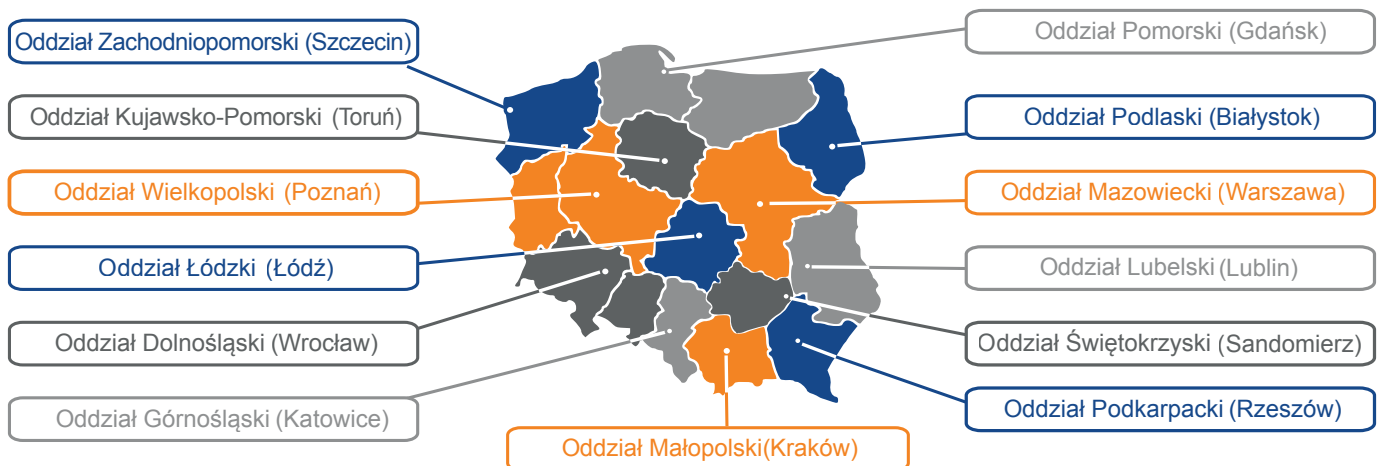 Oddział Zachodniopomorski (Szczecin)
Oddział Kujawsko-Pomorski (Toruń)
Oddział Wielkopolski (Poznań)
Oddział Łódzki (Łódź)
Oddział Dolnośląski (Wrocław)
Oddział Górnośląski (Katowice)
Oddział Małopolski(Kraków)
Oddział Pomorski (Gdańsk)
Oddział Podlaski (Białystok)
Oddział Mazowiecki (Warszawa)
Oddział Lubelski (Lublin)
Oddział Świętokrzyski (Sandomierz)
Oddział Podkarpacki (Rzeszów)